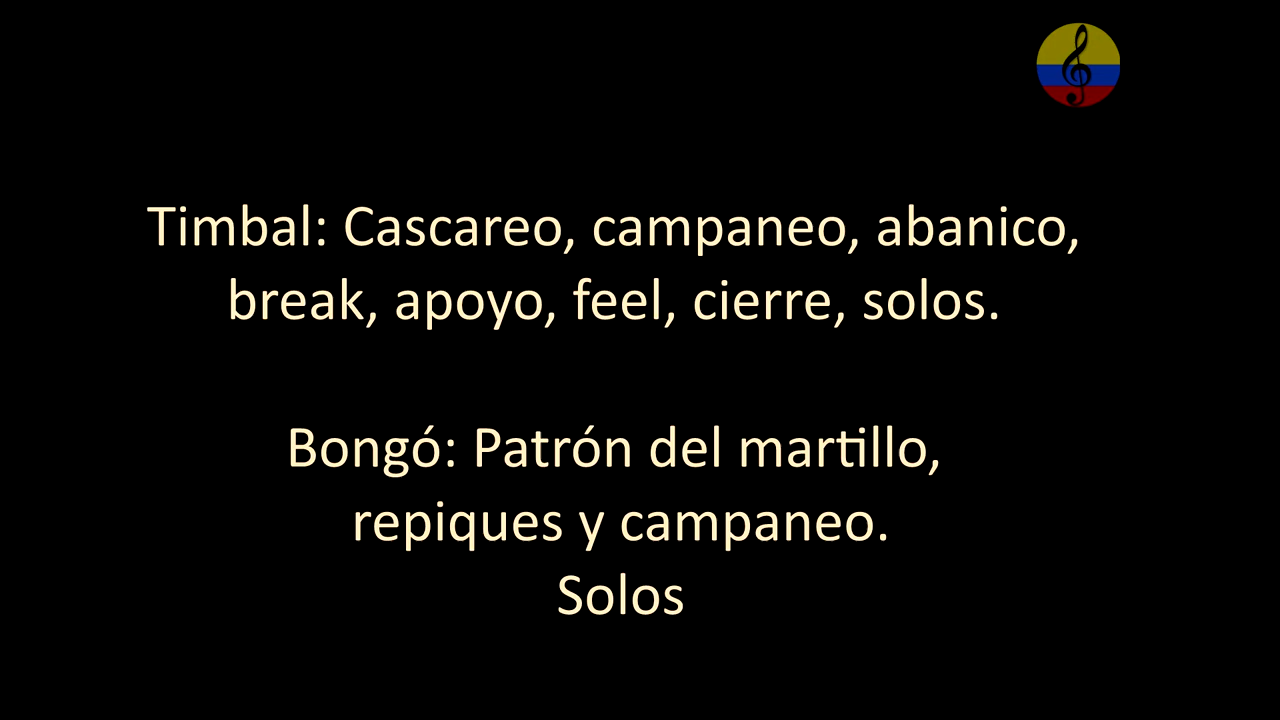 Timbal: Cascareo, campaneo, abanico,
break, apoyo, feel, cierre, solos.
Bongó: Patrón del martillo,
repiques y campaneo.
Solos